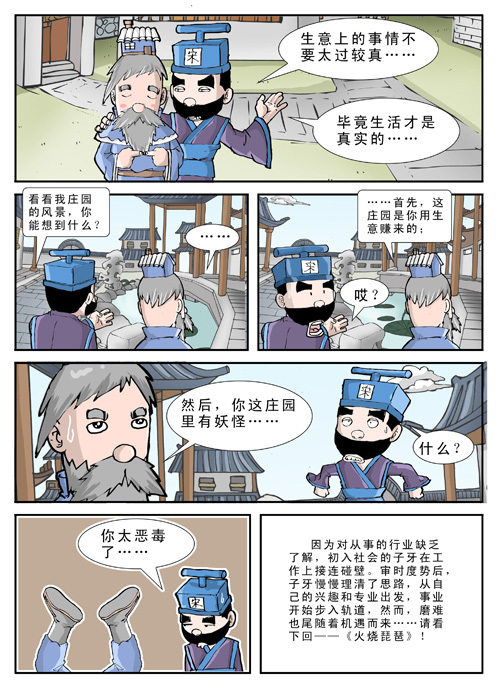 生意上的事情不
要太过较真……
毕竟生活才是
真实的……
宋
看看我庄园
的风景，你
能想到什么？
……
……首先，这
庄园是你用生
意赚来的；
哎？
宋
然后，你这庄园
里有妖怪……
什么？
宋
你太恶毒
了……
宋
因为对从事的行业缺乏
了解，初入社会的子牙在工
作上接连碰壁。审时度势后，
子牙慢慢理清了思路，从自
己的兴趣和专业出发，事业
开始步入轨道，然而，磨难
也尾随着机遇而来……请看
下回——《火烧琵琶》！